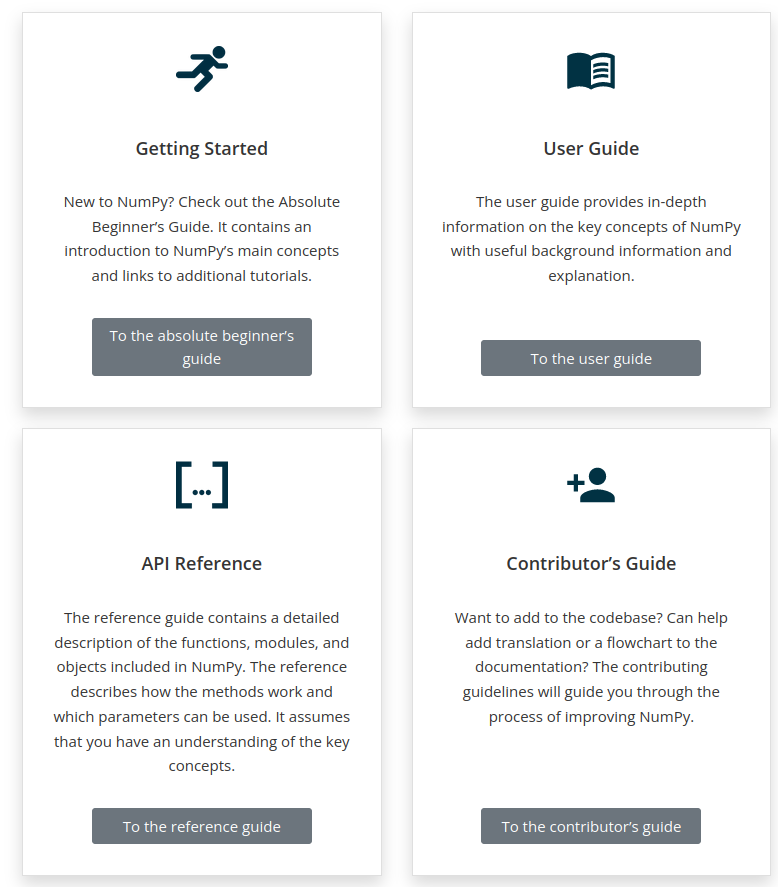 Getting Started
New to NumPy? Check out the Absolute
Beginner’s Guide. It contains an
introduction to NumPy’s main concepts
and links to additional tutorials.
To the absolute beginner’s
guide
User Guide
The user guide provides in-depth
information on the key concepts of NumPy
with useful background information and
explanation.
To the user guide
[...]
API Reference
The reference guide contains a detailed
description of the functions, modules, and
objects included in NumPy. The reference
describes how the methods work and
which parameters can be used. It assumes
that you have an understanding of the key
concepts.
To the reference guide
Contributor’s Guide
Want to add to the codebase? Can help
add translation or a flowchart to the
documentation? The contributing
guidelines will guide you through the
process of improving NumPy.
To the contributor’s guide